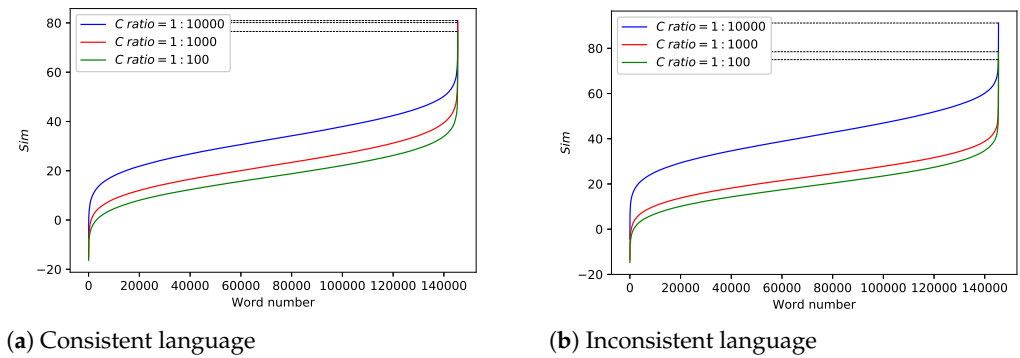 C ratio = 1 : 10000
C ratio = 1 : 1000
C ratio = 1 : 100
80
60
40
20
0
−20
Sim
0 20000 40000 60000 80000 100000 120000 140000
Word number
(a) Consistent language
C ratio = 1 : 10000
C ratio = 1 : 1000
C ratio = 1 : 100
80
60
40
20
0
−20
Sim
0 20000 40000 60000 80000 100000 120000 140000
Word number
(b) Inconsistent language